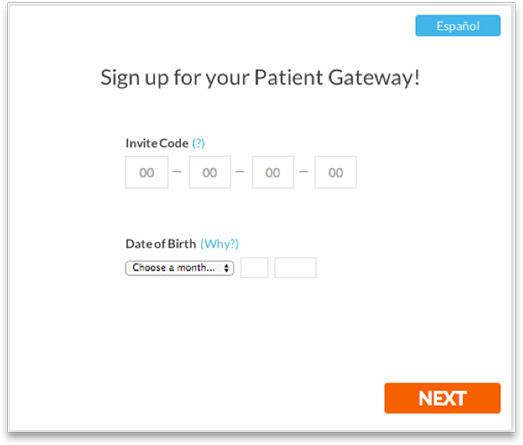 Español
Sign up for your Patient Gateway!
Invite Code (?)
00 — 00 — 00 — 00
Date of Birth (Why?)
Choose a month...
NEXT